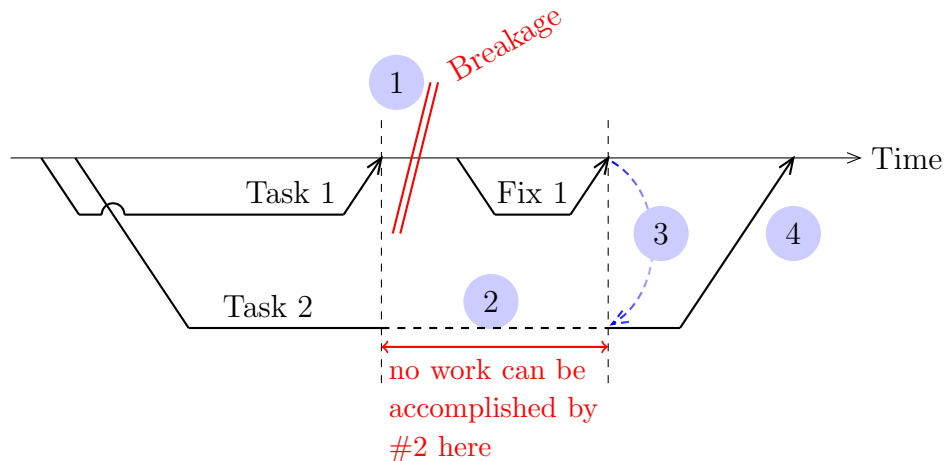 Breakage
1
Time
Task 1
Fix 1
3
4
Task 2
2
no work can be
accomplished by
#2 here